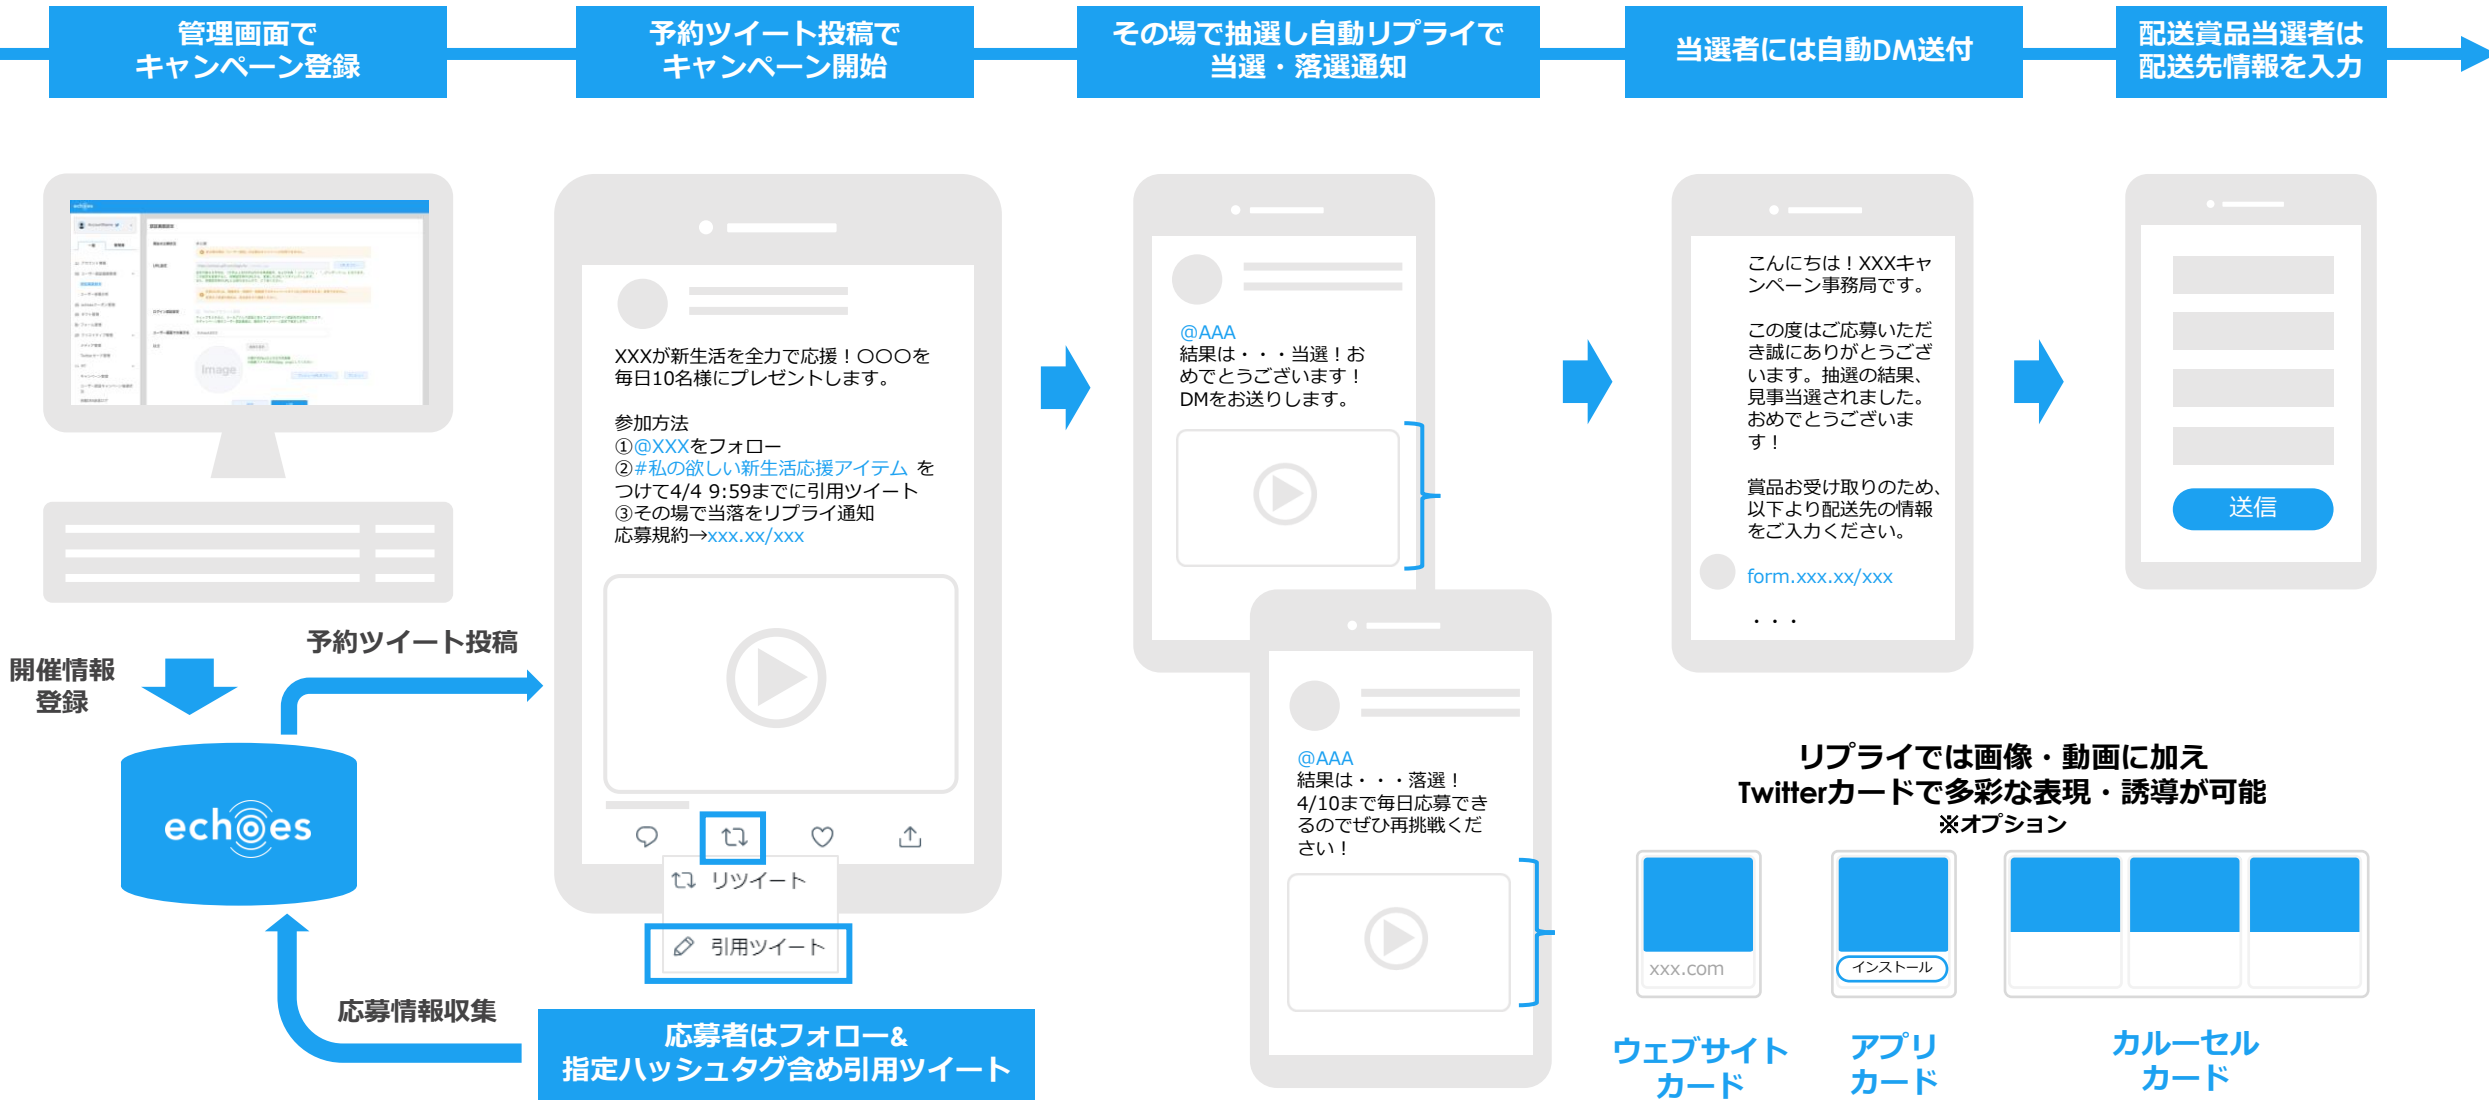 管理画面で
キャンペーン登録
予約ツイート投稿で
キャンペーン開始
その場で抽選し自動リプライで
当選・落選通知
当選者には自動DM送付
配送賞品当選者は
配送先情報を入力
echoes
Image
開催情報
登録
予約ツイート投稿
echoes
応募情報収集
XXXが新生活を全力で応援！〇〇〇を
毎日10名様にプレゼントします。
参加方法
①@XXXをフォロー
②#私の欲しい新生活応援アイテム を
つけて4/4 9:59までに引用ツイート
③その場で当落をリプライ通知
応募規約→xxx.xx/xxx
リツイート
引用ツイート
応募者はフォロー&
指定ハッシュタグ含め引用ツイート
@AAA
結果は・・・当選！お
めでとうございます！
DMをお送りします。
@AAA
結果は・・・落選！
4/10まで毎日応募でき
るのでぜひ再挑戦くだ
さい！
こんにちは！XXXキャ
ンペーン事務局です。
この度はご応募いただ
き誠にありがとうござ
います。抽選の結果、
見事当選されました。
おめでとうございま
す！
賞品お受け取りのため、
以下より配送先の情報
をご入力ください。
form.xxx.xx/xxx
・・・
送信
リプライでは画像・動画に加え
Twitterカードで多彩な表現・誘導が可能
※オプション
xxx.com
インストール
ウェブサイト
カード
アプリ
カード
カルーセル
カード